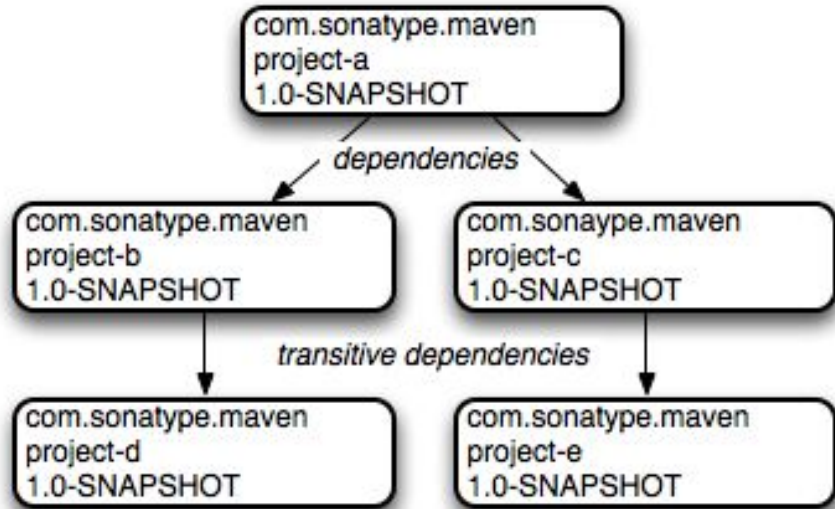 com.sonatype.maven
project-a
1.0-SNAPSHOT
dependencies
com.sonatype.maven
project-b
1.0-SNAPSHOT
com.sonaype.maven
project-c
1.0-SNAPSHOT
transitive dependencies
com.sonatype.maven
project-d
1.0-SNAPSHOT
com.sonatype.maven
project-e
1.0-SNAPSHOT